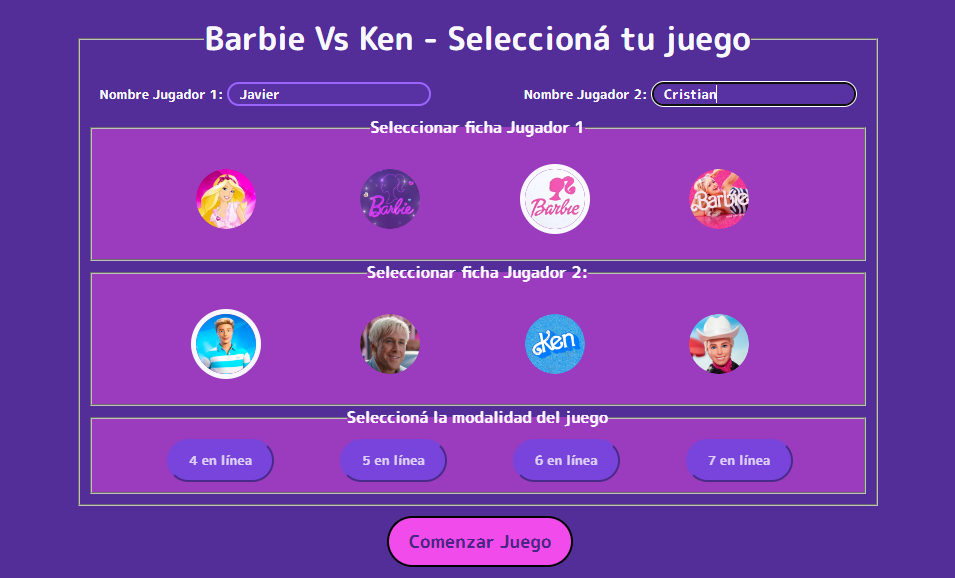 Barbie Vs Ken - Seleccioná tu juego
Nombre Jugador 1: Javier
Nombre Jugador 2: Cristian
Seleccionar ficha Jugador 1
Barbie
Barbie
Barbie
Seleccionar ficha Jugador 2:
Ken
Seleccioná la modalidad del juego
4 en línea
5 en línea
6 en línea
7 en línea
Comenzar Juego